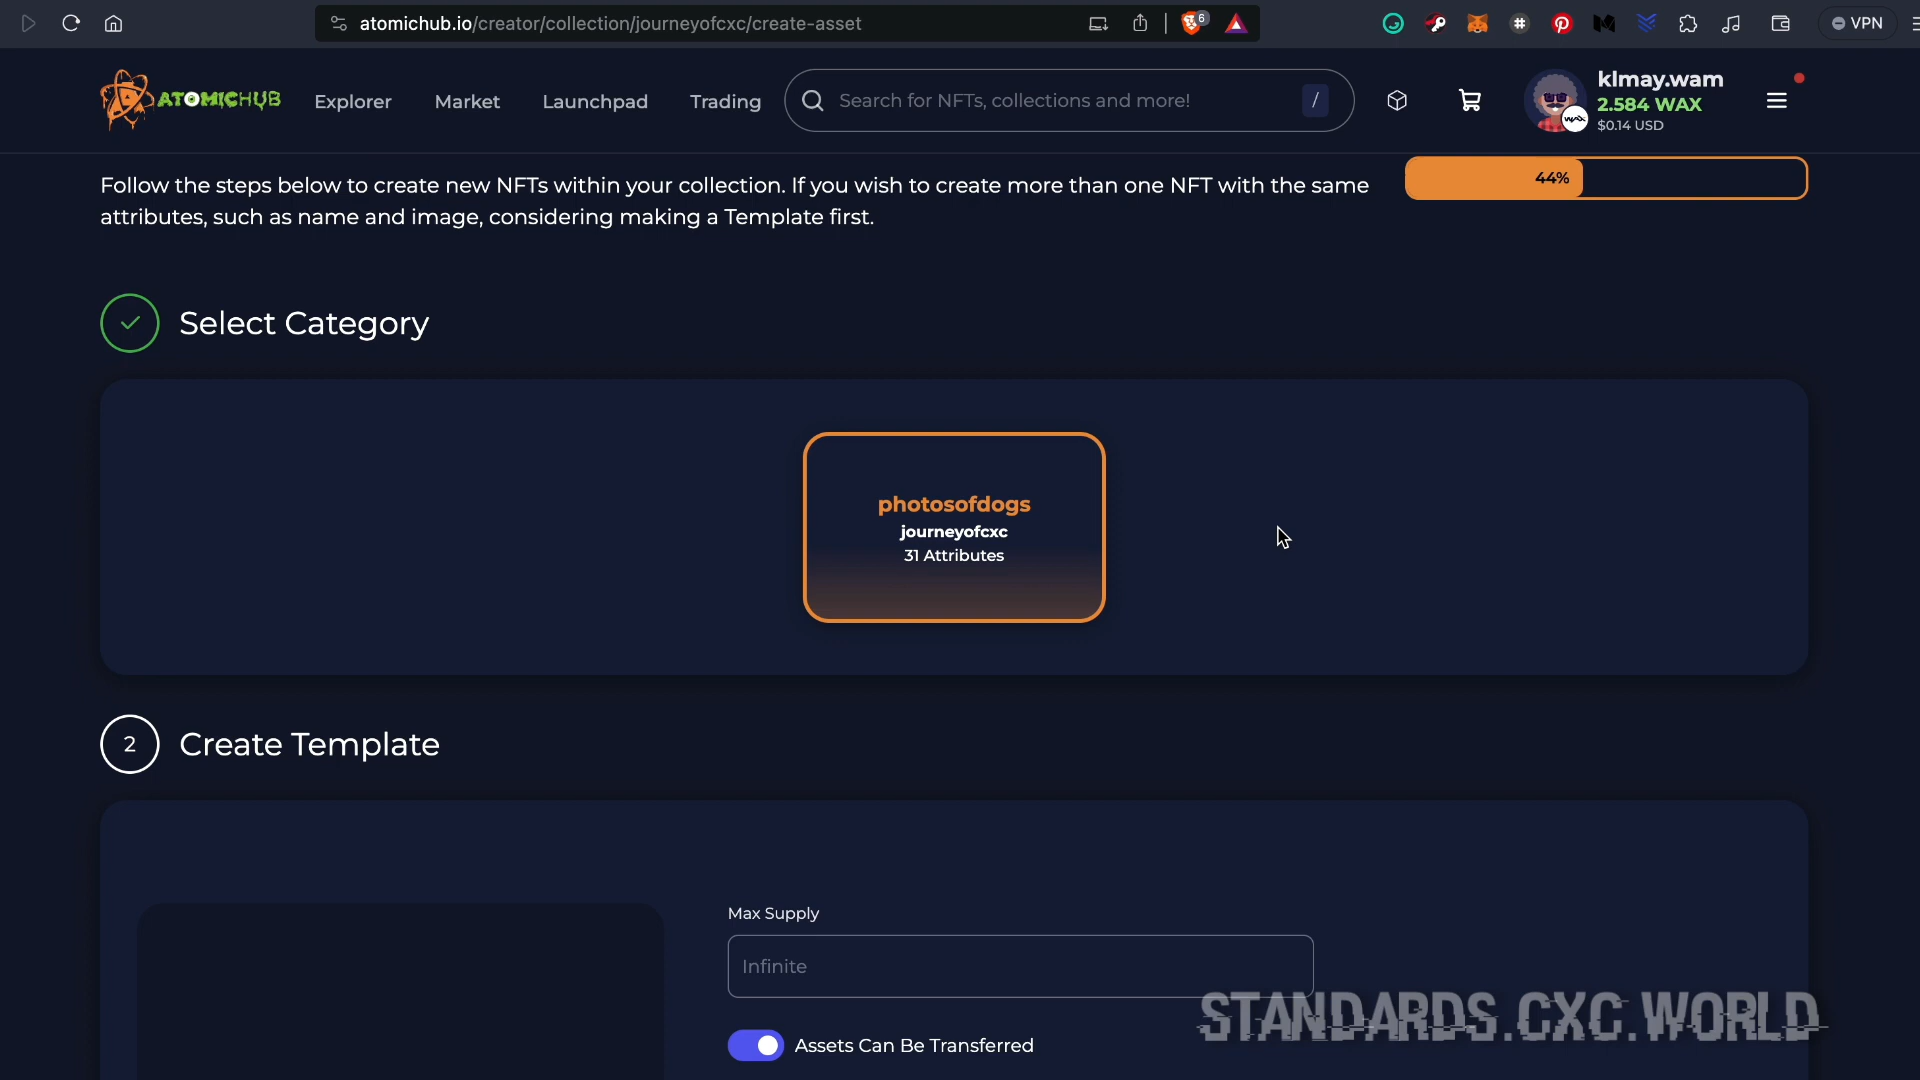 atomichub.io/creator/collection/journeyofcxc/create-asset
6
VPN
ATOMICHUB
Explorer
Market
Launchpad
Trading
Search for NFTs, collections and more!
/
klmay.wam
2.584 WAX
$0.14 USD
Follow the steps below to create new NFTs within your collection. If you wish to create more than one NFT with the same
attributes, such as name and image, considering making a Template first.
44%
Select Category
photosofdogs
journeyofcxc
31 Attributes
2
Create Template
Max Supply
Infinite
Assets Can Be Transferred
STANDARDS.CXC.WORLD